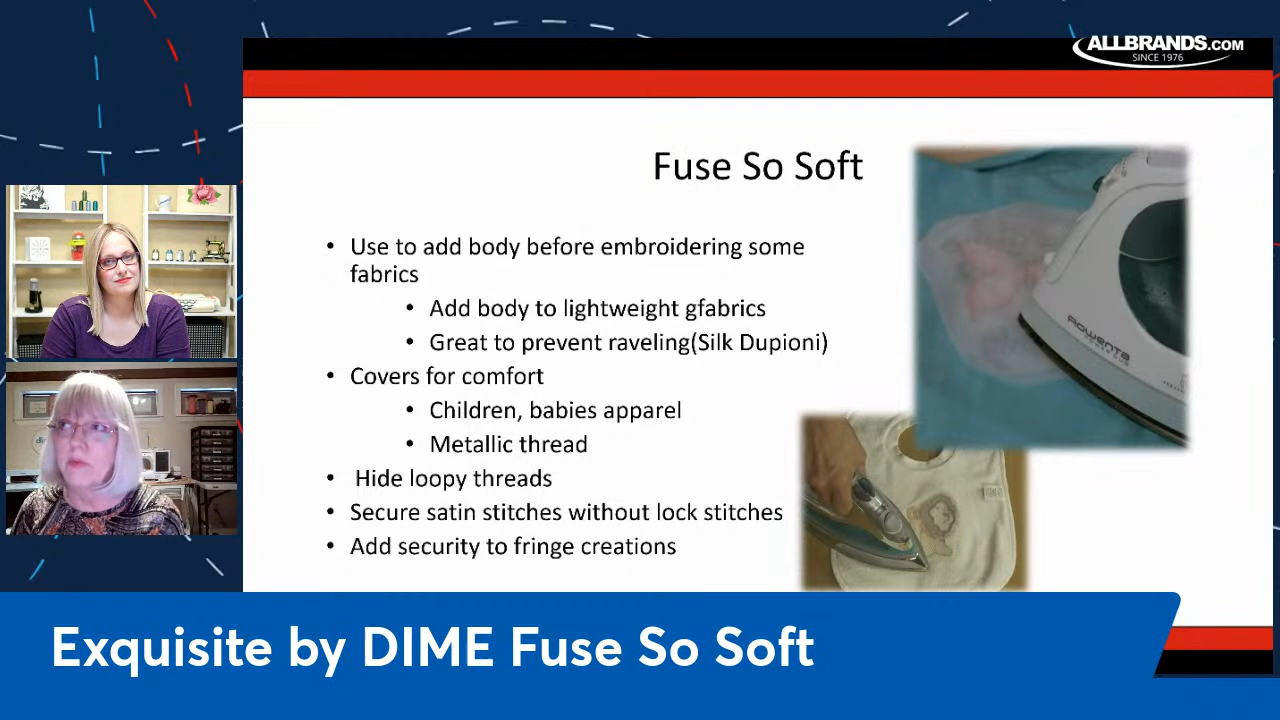 ALLBRANDS.COM
SINCE 1976
Fuse So Soft
• Use to add body before embroidering some
fabrics
• Add body to lightweight gfabrics
• Great to prevent raveling(Silk Dupioni)
• Covers for comfort
• Children, babies apparel
• Metallic thread
• Hide loopy threads
• Secure satin stitches without lock stitches
• Add security to fringe creations
Rowenta
Exquisite by DIME Fuse So Soft